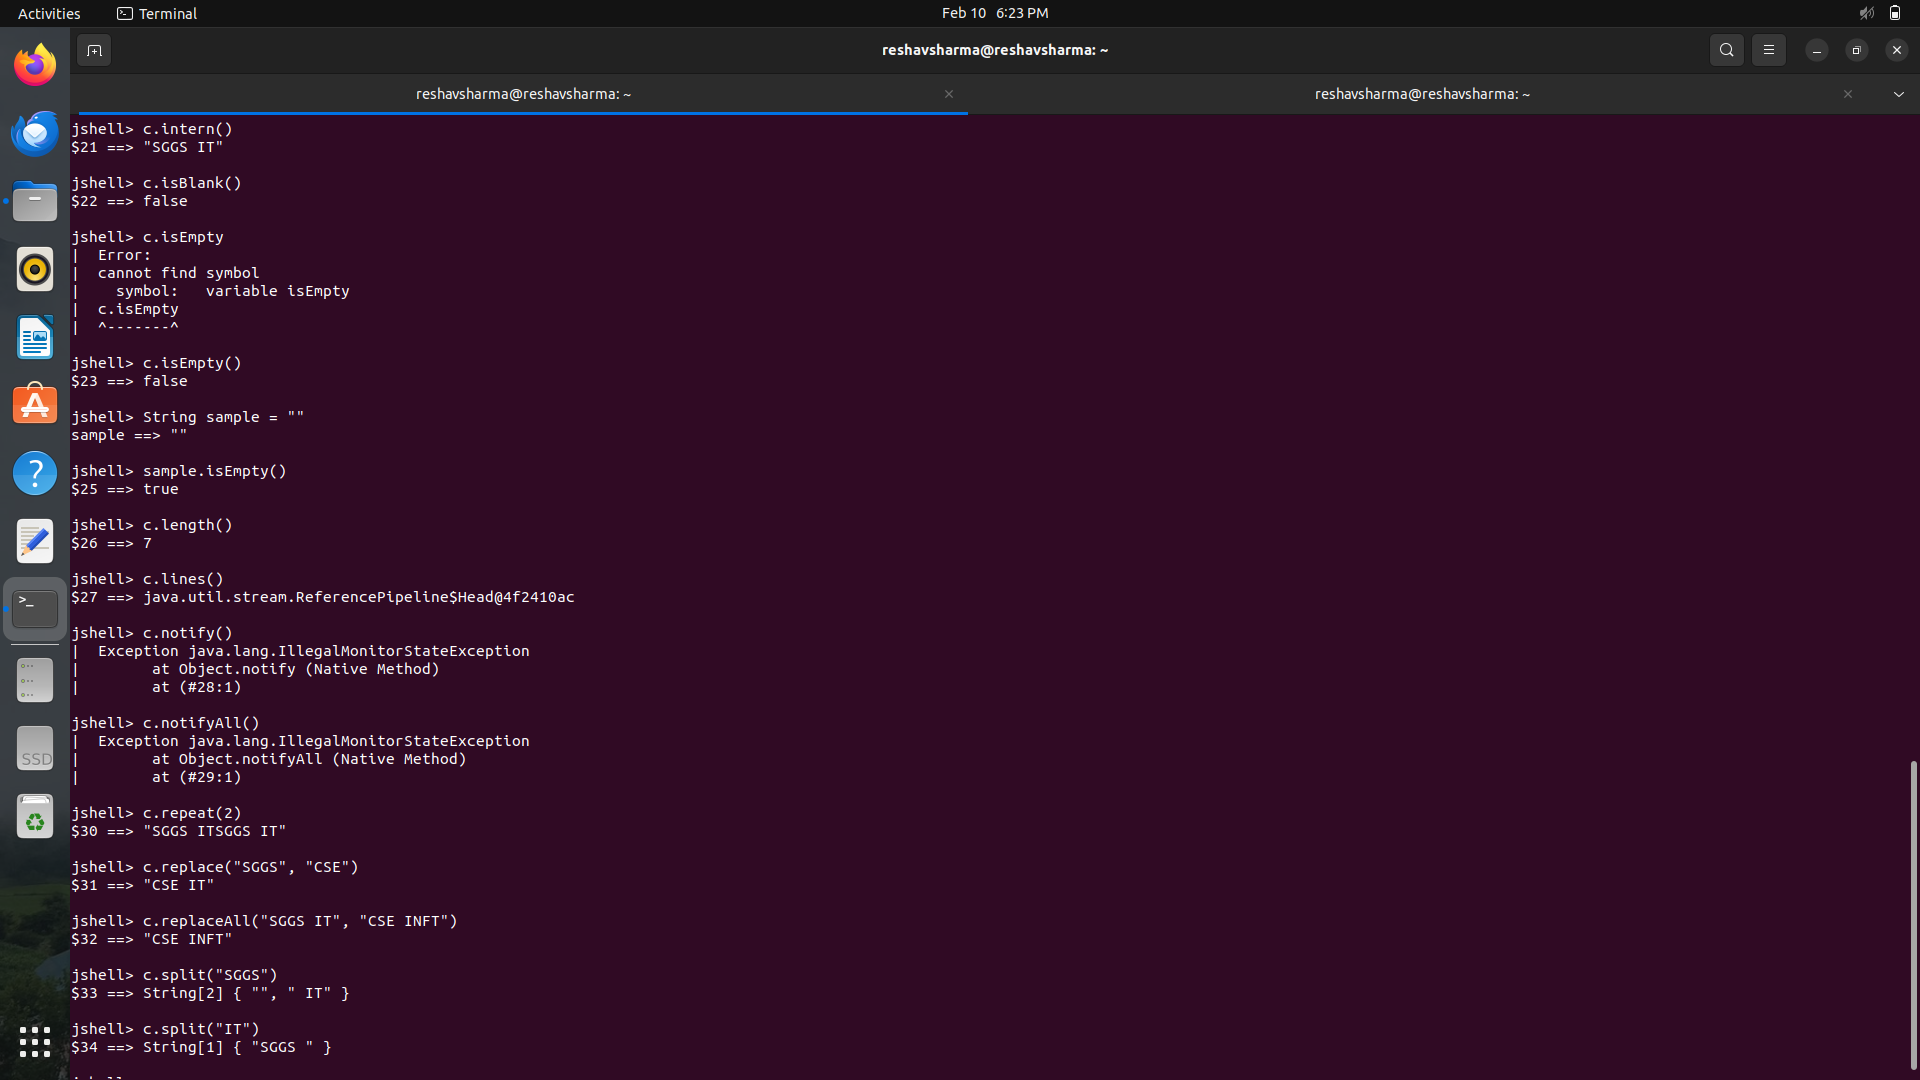 Activities
Terminal
Feb 10 6:23 PM
reshavsharma@reshavsharma: ~
reshavsharma@reshavsharma: ~
reshavsharma@reshavsharma: ~
jshell> c.intern()
$21 ==> "SGGS IT"
jshell> c.isBlank()
$22 ==> false
jshell> c.isEmpty
|  Error:
|  cannot find symbol
|    symbol:   variable isEmpty
|  c.isEmpty
|  ^-------^
jshell> c.isEmpty()
$23 ==> false
jshell> String sample = ""
sample ==> ""
jshell> sample.isEmpty()
$25 ==> true
jshell> c.length()
$26 ==> 7
jshell> c.lines()
$27 ==> java.util.stream.ReferencePipeline$Head@4f2410ac
jshell> c.notify()
|  Exception java.lang.IllegalMonitorStateException
|        at Object.notify (Native Method)
|        at (#28:1)
jshell> c.notifyAll()
|  Exception java.lang.IllegalMonitorStateException
|        at Object.notifyAll (Native Method)
|        at (#29:1)
jshell> c.repeat(2)
$30 ==> "SGGS ITSGGS IT"
jshell> c.replace("SGGS", "CSE")
$31 ==> "CSE IT"
jshell> c.replaceAll("SGGS IT", "CSE INFT")
$32 ==> "CSE INFT"
jshell> c.split("SGGS")
$33 ==> String[2] { "", " IT" }
jshell> c.split("IT")
$34 ==> String[1] { "SGGS " }
SSD